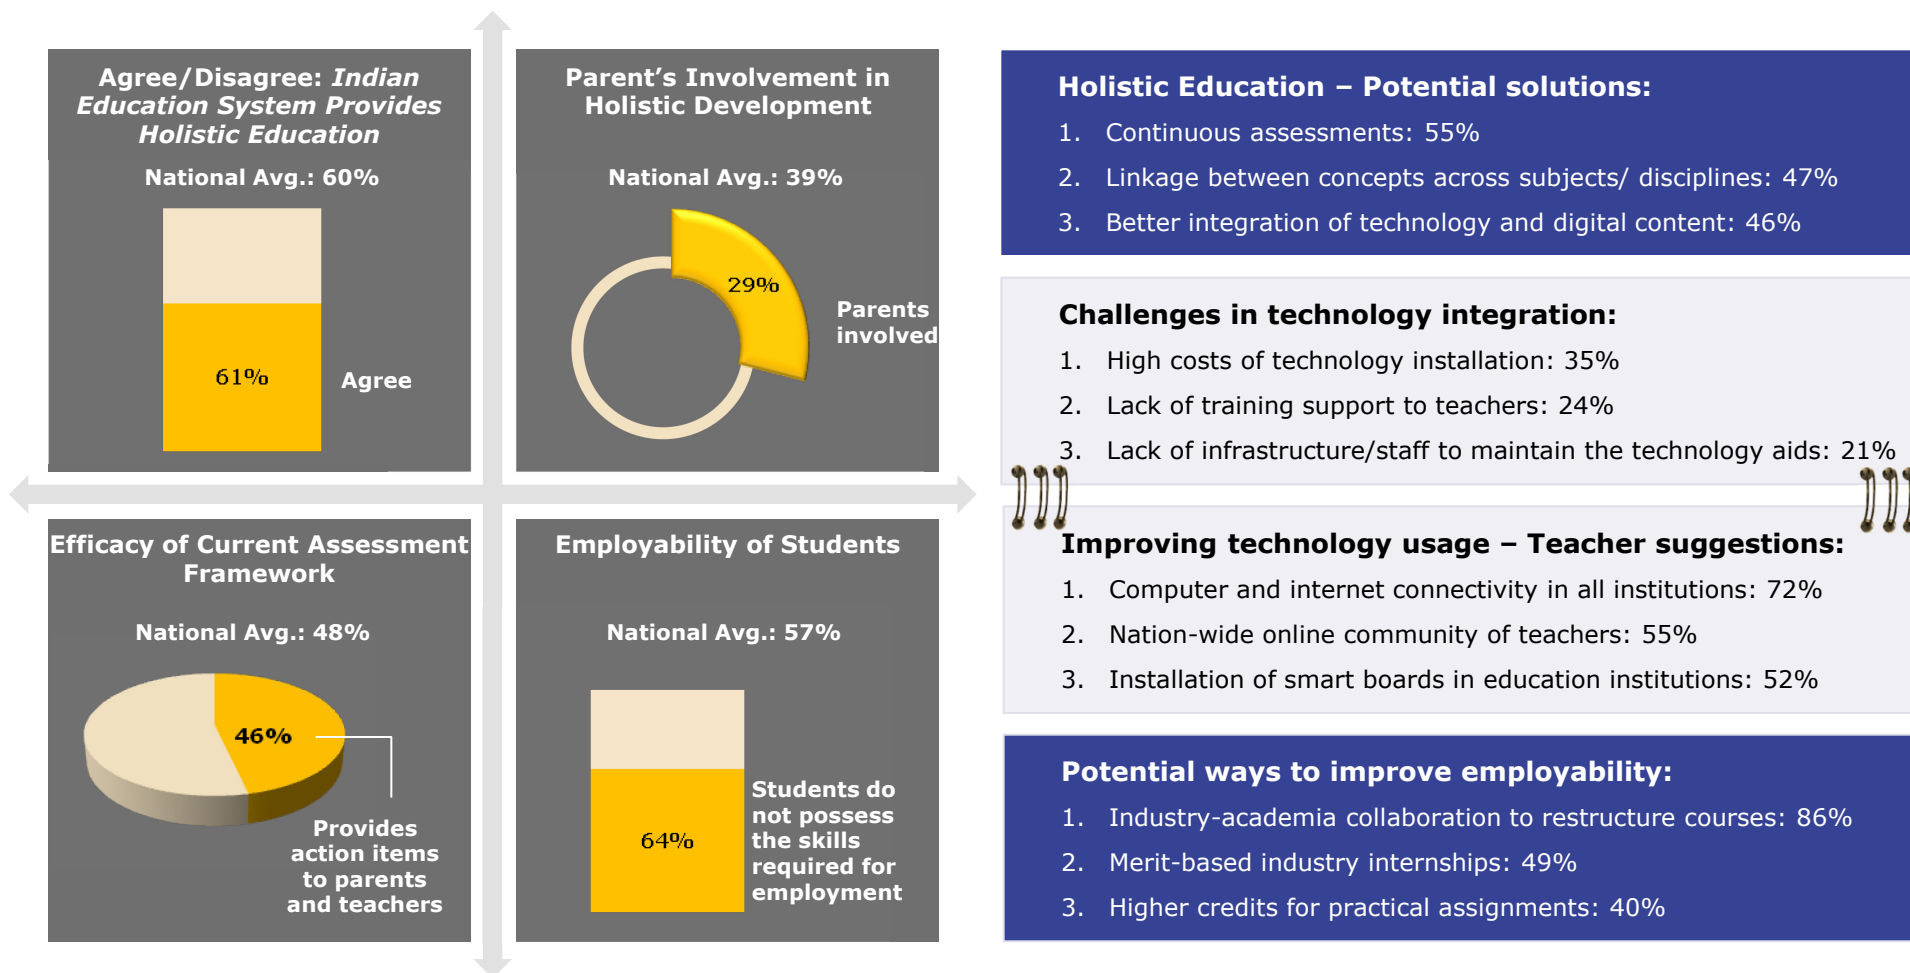 Agree/Disagree: Indian
Education System Provides
Holistic Education
National Avg.: 60%
61%
Agree
Parent’s Involvement in
Holistic Development
National Avg.: 39%
29%
Parents
involved
Efficacy of Current Assessment
Framework
National Avg.: 48%
46%
Provides
action items
to parents
and teachers
Employability of Students
National Avg.: 57%
64%
Students do
not possess
the skills
required for
employment
Holistic Education – Potential solutions:
1. Continuous assessments: 55%
2. Linkage between concepts across subjects/ disciplines: 47%
3. Better integration of technology and digital content: 46%
Challenges in technology integration:
1. High costs of technology installation: 35%
2. Lack of training support to teachers: 24%
3. Lack of infrastructure/staff to maintain the technology aids: 21%
Improving technology usage – Teacher suggestions:
1. Computer and internet connectivity in all institutions: 72%
2. Nation-wide online community of teachers: 55%
3. Installation of smart boards in education institutions: 52%
Potential ways to improve employability:
1. Industry-academia collaboration to restructure courses: 86%
2. Merit-based industry internships: 49%
3. Higher credits for practical assignments: 40%